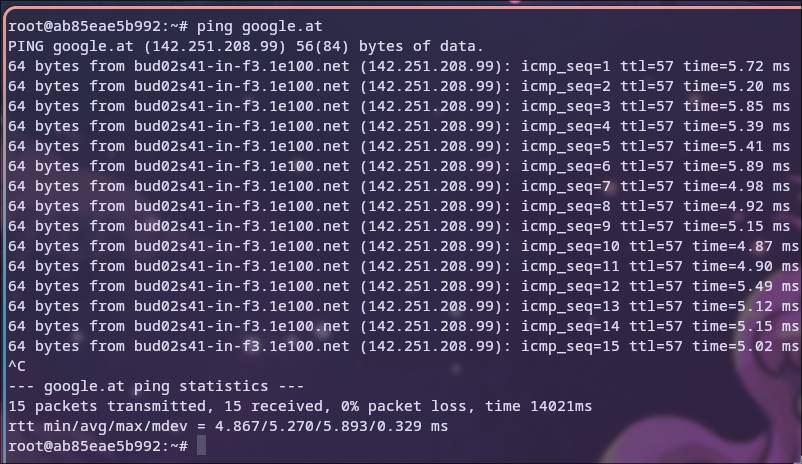 root@ab85eae5b992:~# ping google.at
PING google.at (142.251.208.99) 56(84) bytes of data.
64 bytes from bud02s41-in-f3.1e100.net (142.251.208.99): icmp_seq=1 ttl=57 time=5.72 ms
64 bytes from bud02s41-in-f3.1e100.net (142.251.208.99): icmp_seq=2 ttl=57 time=5.20 ms
64 bytes from bud02s41-in-f3.1e100.net (142.251.208.99): icmp_seq=3 ttl=57 time=5.85 ms
64 bytes from bud02s41-in-f3.1e100.net (142.251.208.99): icmp_seq=4 ttl=57 time=5.39 ms
64 bytes from bud02s41-in-f3.1e100.net (142.251.208.99): icmp_seq=5 ttl=57 time=5.41 ms
64 bytes from bud02s41-in-f3.1e100.net (142.251.208.99): icmp_seq=6 ttl=57 time=5.89 ms
64 bytes from bud02s41-in-f3.1e100.net (142.251.208.99): icmp_seq=7 ttl=57 time=4.98 ms
64 bytes from bud02s41-in-f3.1e100.net (142.251.208.99): icmp_seq=8 ttl=57 time=4.92 ms
64 bytes from bud02s41-in-f3.1e100.net (142.251.208.99): icmp_seq=9 ttl=57 time=5.15 ms
64 bytes from bud02s41-in-f3.1e100.net (142.251.208.99): icmp_seq=10 ttl=57 time=4.87 ms
64 bytes from bud02s41-in-f3.1e100.net (142.251.208.99): icmp_seq=11 ttl=57 time=4.90 ms
64 bytes from bud02s41-in-f3.1e100.net (142.251.208.99): icmp_seq=12 ttl=57 time=5.49 ms
64 bytes from bud02s41-in-f3.1e100.net (142.251.208.99): icmp_seq=13 ttl=57 time=5.12 ms
64 bytes from bud02s41-in-f3.1e100.net (142.251.208.99): icmp_seq=14 ttl=57 time=5.15 ms
64 bytes from bud02s41-in-f3.1e100.net (142.251.208.99): icmp_seq=15 ttl=57 time=5.02 ms
^C
--- google.at ping statistics ---
15 packets transmitted, 15 received, 0% packet loss, time 14021ms
rtt min/avg/max/mdev = 4.867/5.270/5.893/0.329 ms
root@ab85eae5b992:~#